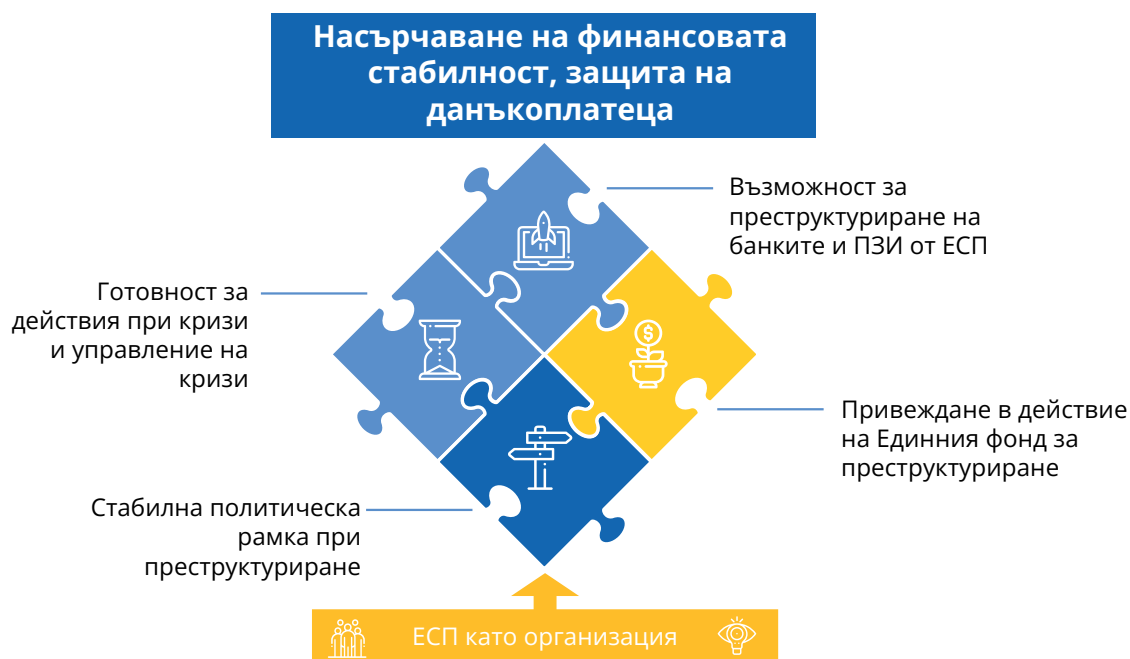 Насърчаване на финансовата
стабилност, защита на
данъкоплатеца
Възможност за
преструктуриране на
банките и ПЗИ от ЕСП
Готовност за
действия при кризи
и управление на
кризи
$
Привеждане в действие
на Единния фонд за
преструктуриране
Стабилна политическа
рамка при
преструктуриране
ЕСП като организация